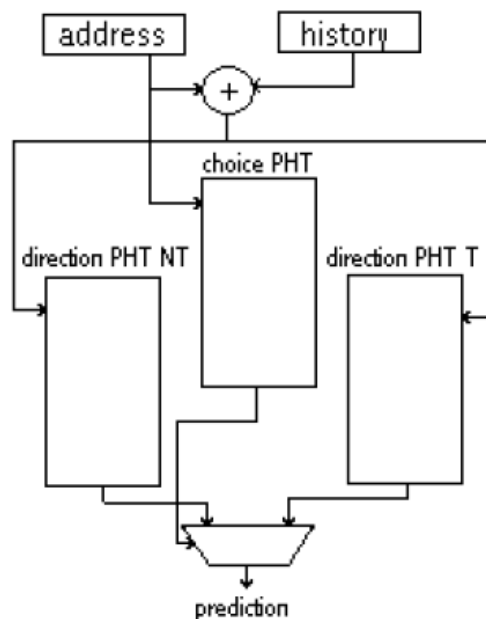 address
history
+
choice PHT
direction PHT NT
direction PHT T
prediction